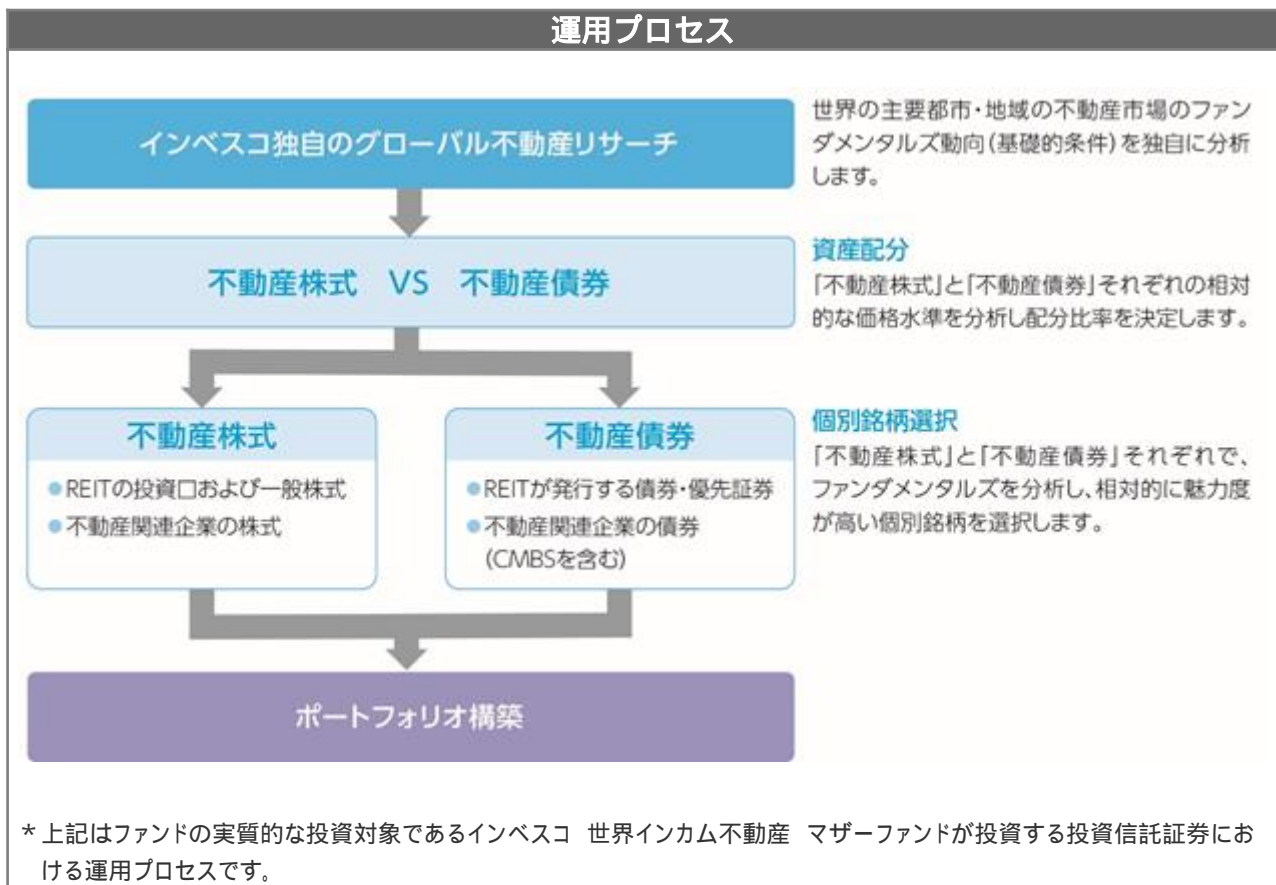 運用プロセス
インベスコ独自のグローバル不動産リサーチ
世界の主要都市・地域の不動産市場のファン
ダメンタルズ動向(基礎的条件)を独自に分析
します。
不動産株式 VS 不動産債券
資産配分
「不動産株式」と「不動産債券」それぞれの相対
的な価格水準を分析し配分比率を決定します。
不動産株式
●REITの投資口および一般株式
●不動産関連企業の株式
不動産債券
●REITが発行する債券・優先証券
●不動産関連企業の債券
(CMBSを含む)
個別銘柄選択
「不動産株式」と「不動産債券」それぞれで、
ファンダメンタルズを分析し、相対的に魅力度
が高い個別銘柄を選択します。
ポートフォリオ構築
*上記はファンドの実質的な投資対象であるインベスコ 世界インカム不動産 マザーファンドが投資する投資信託証券にお
ける運用プロセスです。